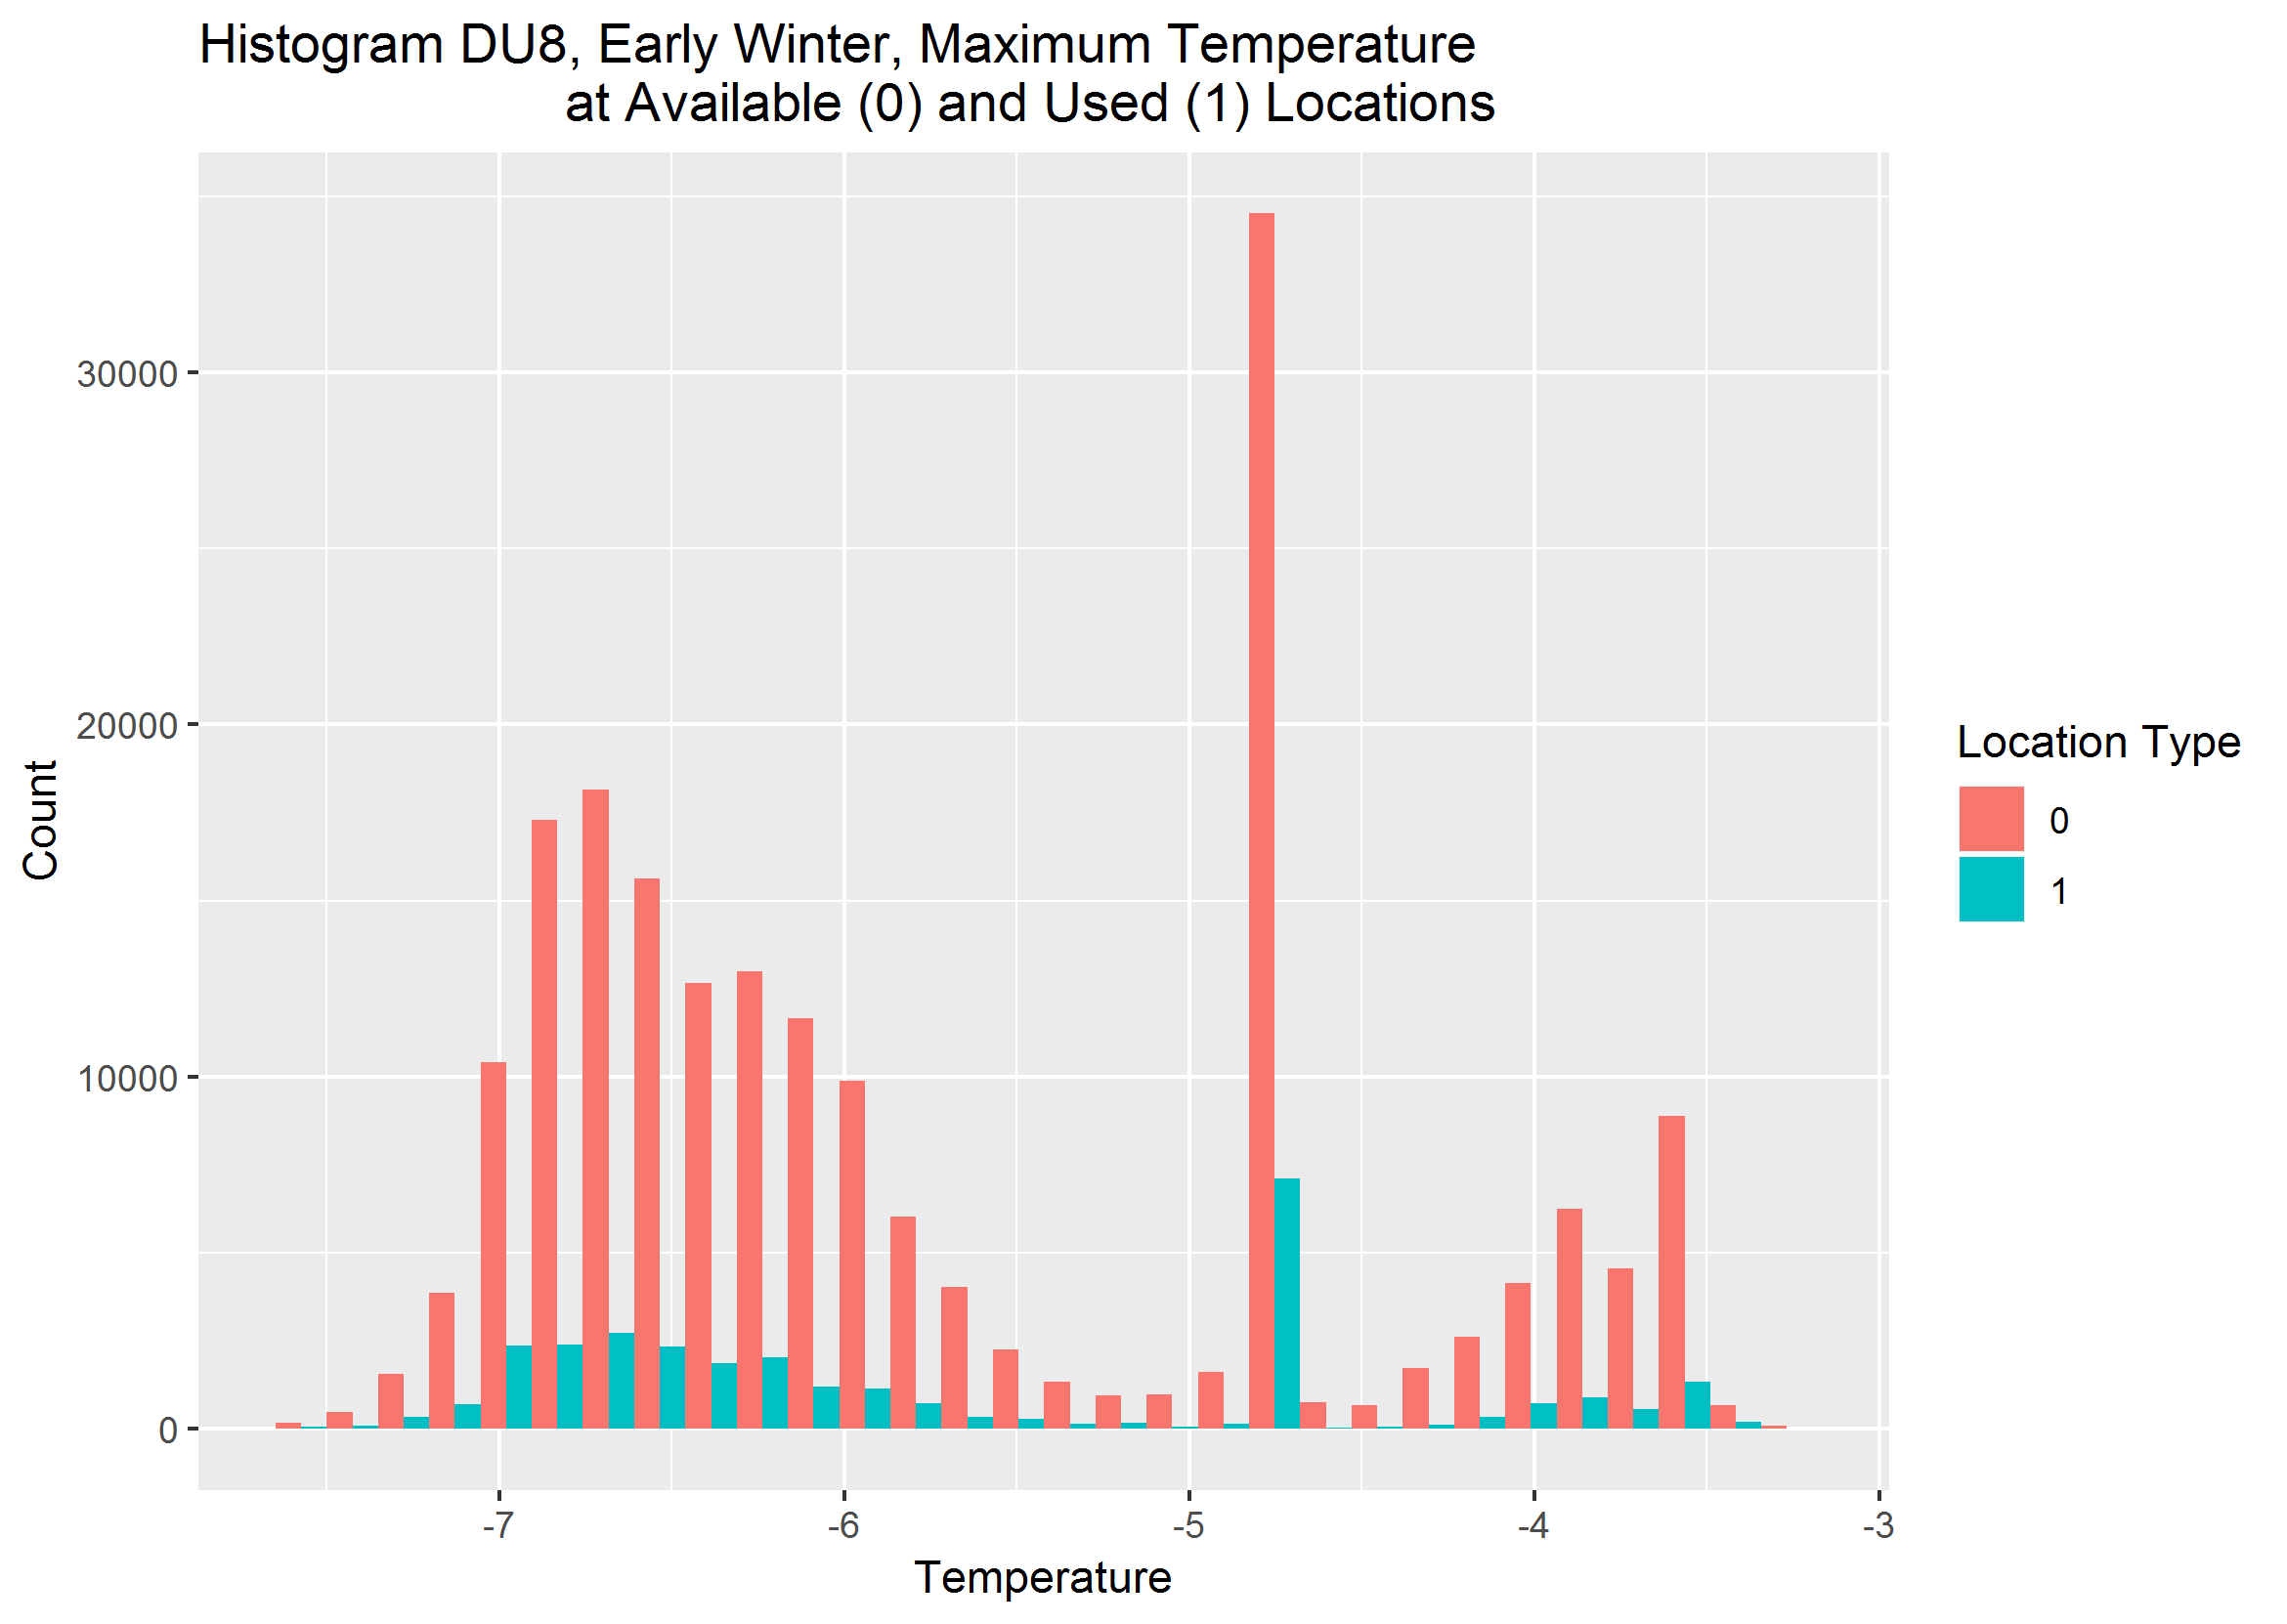 Histogram DU8, Early Winter, Maximum Temperature
at Available (0) and Used (1) Locations
30000
20000
10000
0
Count
-7
-6
-5
-4
-3
Temperature
Location Type
0
1